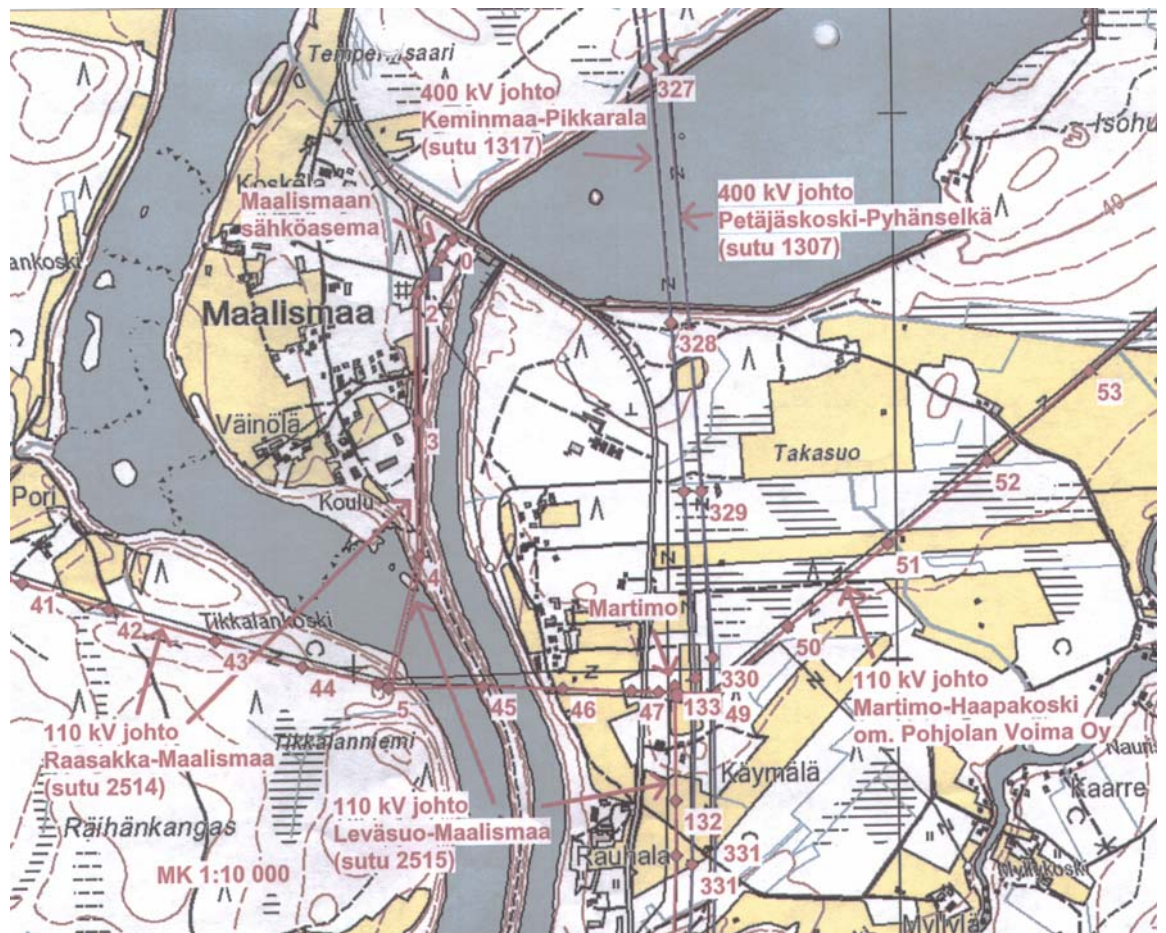 Temperinsaari
327
400 kV johto
Keminmaa-Pikkarala
(sutu 1317)
Koskela
400 kV johto
Petäjäskoski-Pyhänselkä
(sutu 1307)
40
Maalismaan
sähköasema
ankoski
0
Maalismaa
2
328
53
3
Väinölä
Takasuo
52
Pori
Koulu
329
51
4
41
42
Tikkalankoski
43
Martimo
50
44
330
5
45
46
47
133
49
110 kV johto
Martimo-Haapakoski
om. Pohjolan Voima Oy
110 kV johto
Raasakka-Maalismaa
(sutu 2514)
Tikkalanniemi
Käymälä
Kaarre
110 kV johto
Leväsuo-Maalismaa
(sutu 2515)
132
Räihänkangas
Rauhala
331
331
MK 1:10 000
Myllykoski
Myllylä